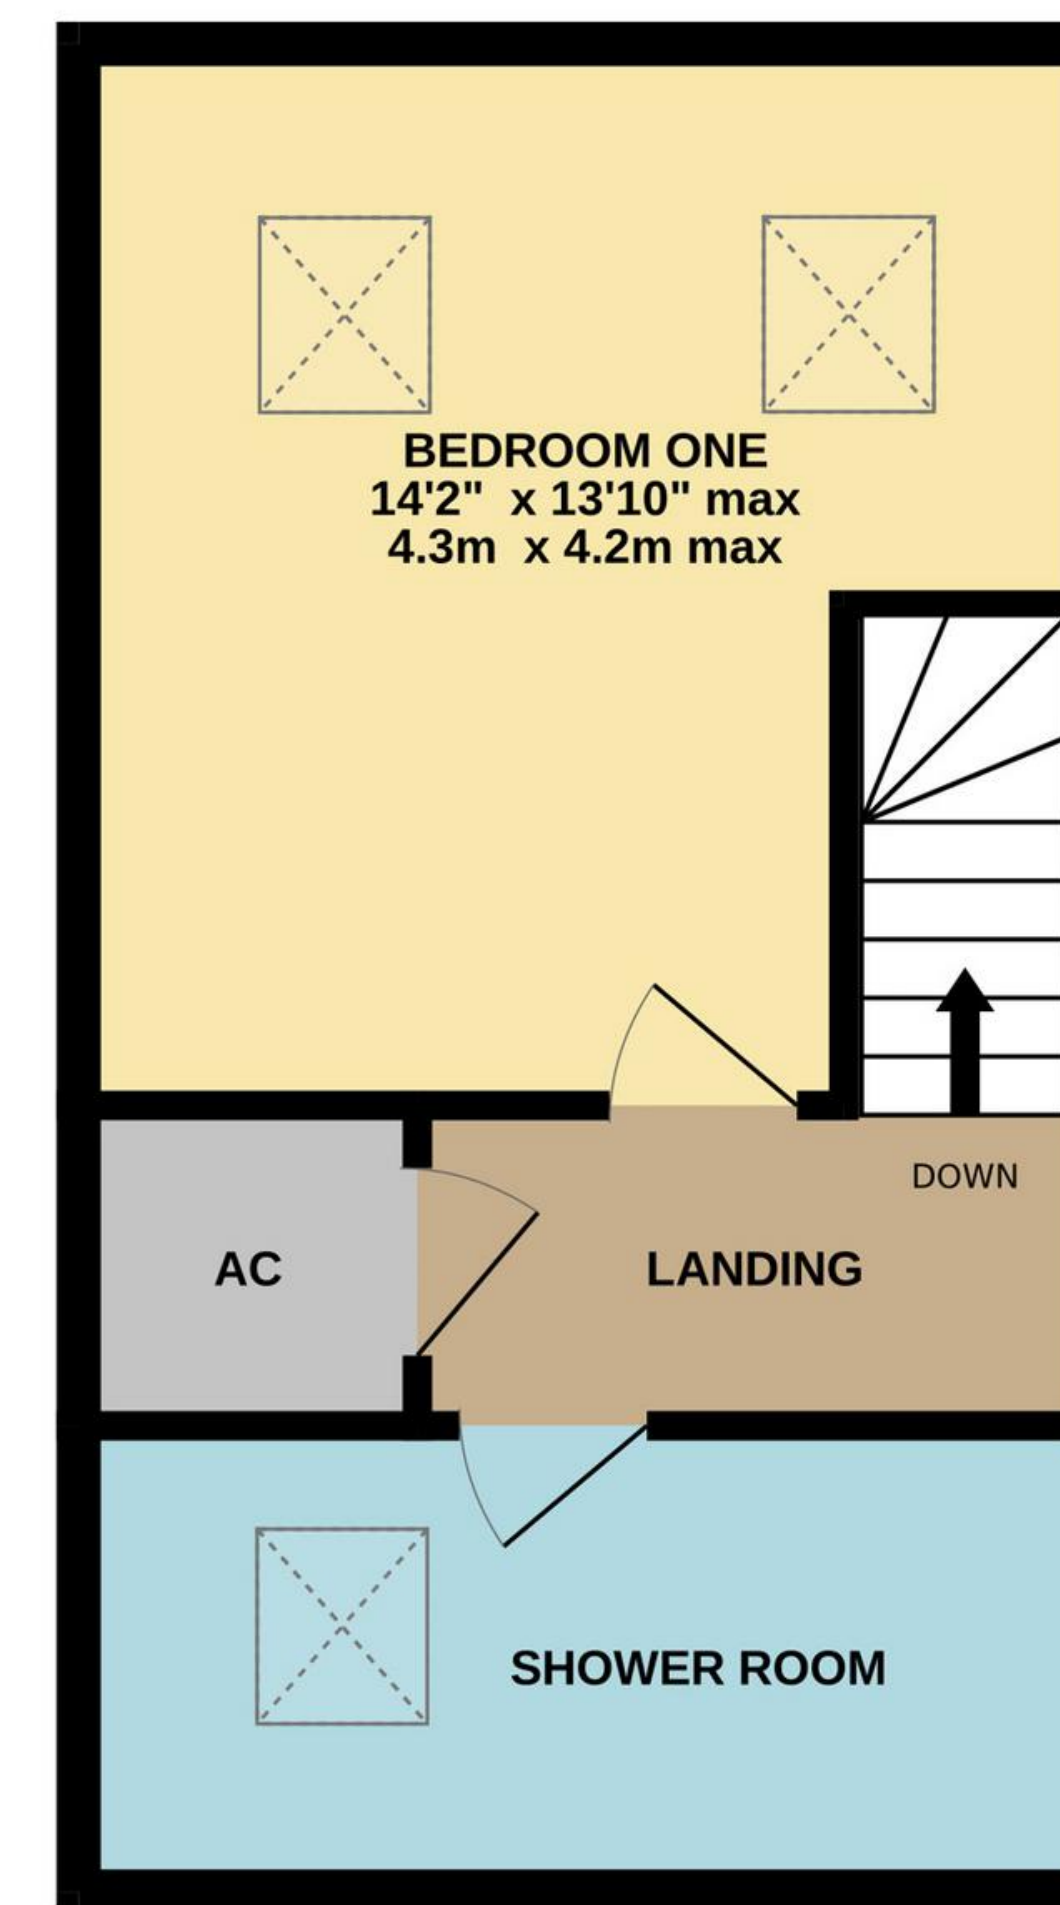 BEDROOM ONE
14'2" x 13'10" max
4.3m x 4.2m max
DOWN
AC
LANDING
SHOWER ROOM